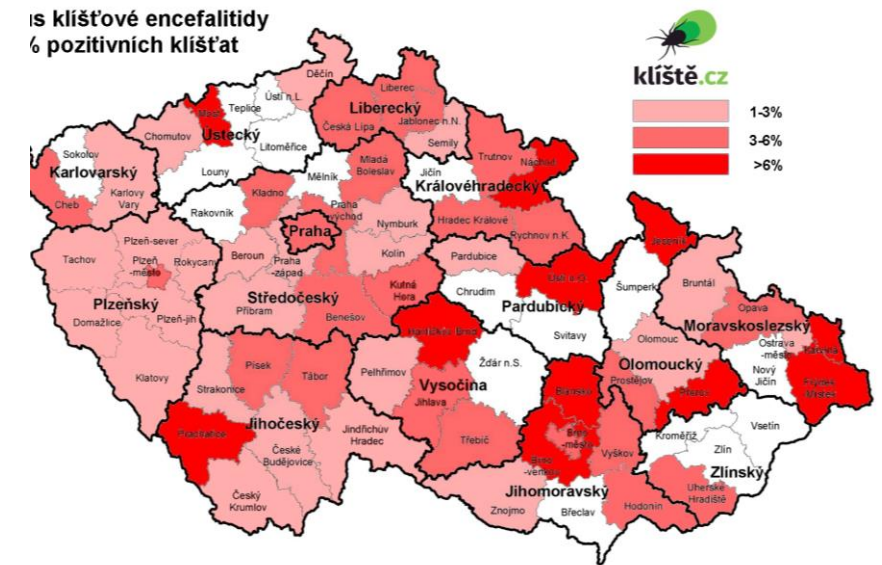 us klíšťové encefalitidy
% pozitivních klíšťat
klíště.cz
1-3%
3-6%
>6%
Děčín
Liberec
Ústí n.L.
Teplice
Most
Liberecký
Jablonec n.N.
Česká Lípa
Chomutov
Ústecký
Semily
Litoměřice
Trutnov
Náchod
Sokolov
Mladá
Boleslav
Jičín
Louny
Karlovarský
Mělník
Královéhradecký
Karlovy
Vary
Kladno
Cheb
Rakovník
Praha
východ
Nymburk
Hradec Králové
Rychnov n.K.
Praha
Jeseník
Plzeň-sever
Kolín
Pardubice
Tachov
Plzeň
-město
Rokycany
Beroun
Praha
-západ
Ústí n.O.
Šumperk
Bruntál
Kutná
Hora
Chrudim
Středočeský
Plzeňský
Příbram
Benešov
Pardubický
Opava
Domažlice
Plzeň-jih
Moravskoslezský
Havlíčkův Brod
Svitavy
Olomouc
Ostrava
-město
Karviná
Písek
Tábor
Pelhřimov
Žďár n.S.
Olomoucký
Nový
Jičín
Frýdek
Místek
Klatovy
Strakonice
Vysočina
Blansko
Prostějov
Přerov
Jihlava
Jihočeský
Prachatice
Jindřichův
Hradec
Třebíč
Brno
-město
Vyškov
Kroměříž
Vsetín
České
Budějovice
Brno
-venkov
Zlín
Zlínský
Český
Krumlov
Jihomoravský
Uherské
Hradiště
Znojmo
Břeclav
Hodonín